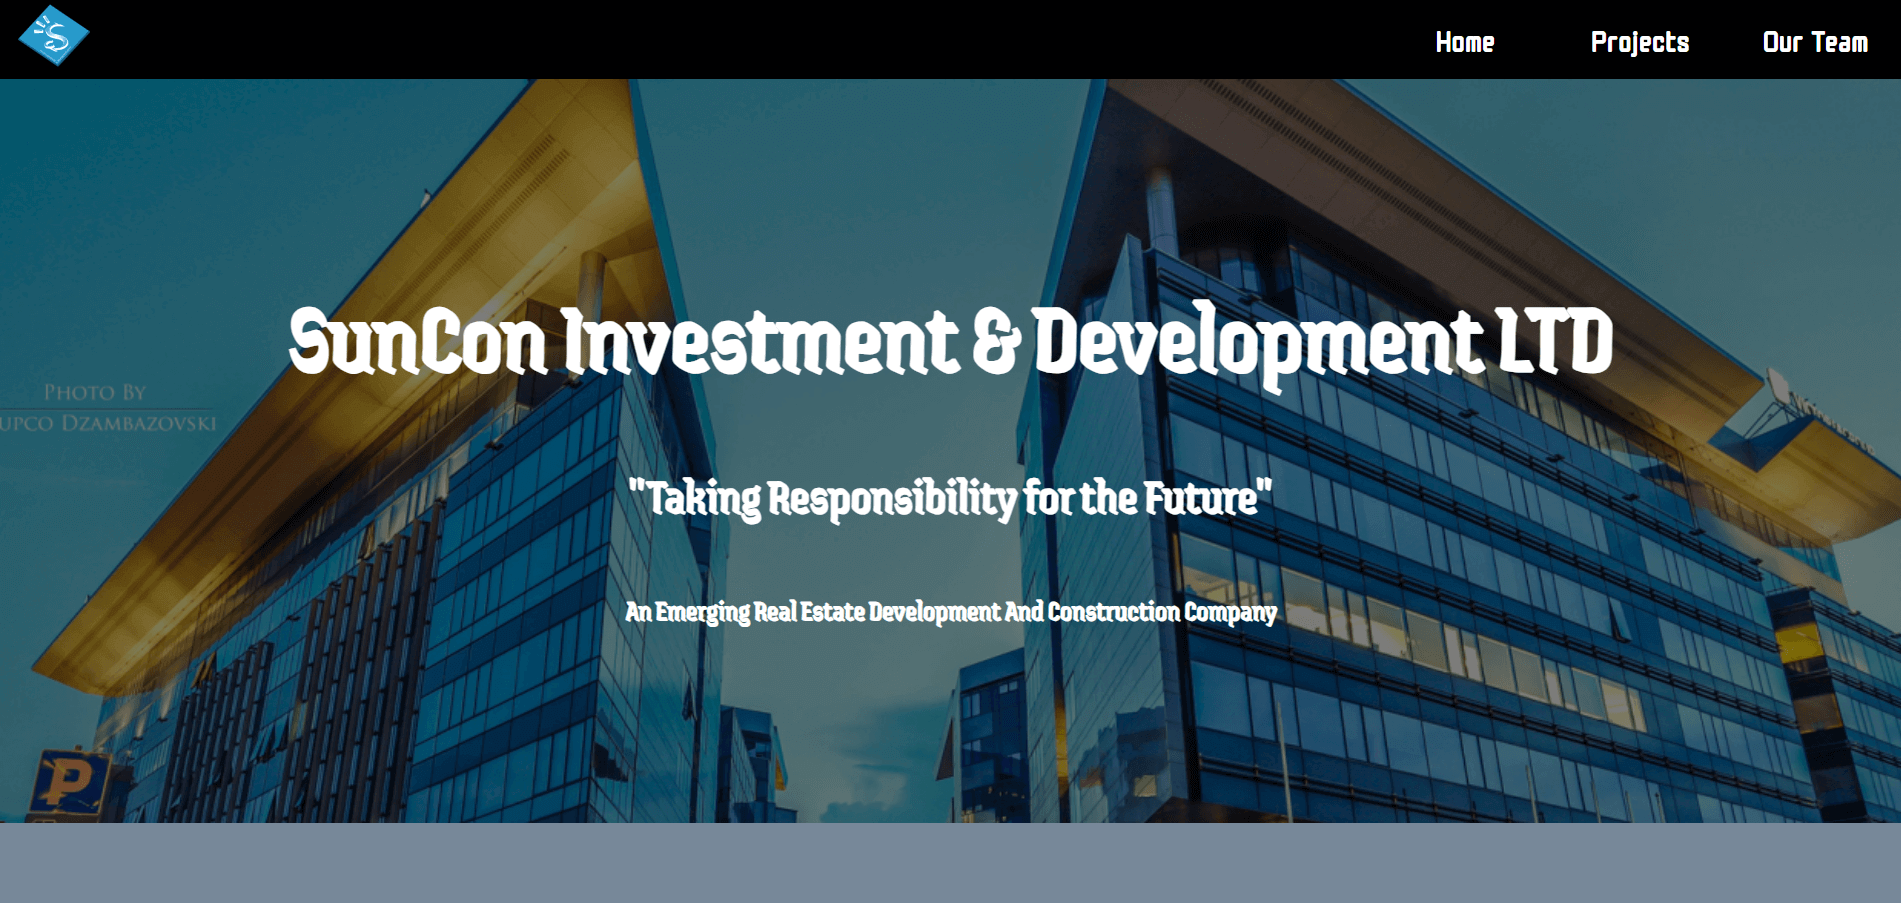 Home Projects Our Team
SunCon Investment & Development LTD
PHOTO BY
UPCO DZAMBAZOVSKI
"Taking Responsibility for the Future"
An Emerging Real Estate Development And Construction Company
P